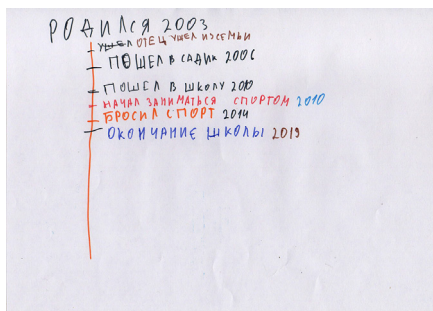 РОДИЛСЯ 2003
УШЕЛ ОТЕЦ УШЕЛ ИЗ СЕМЬИ
ПОШЕЛ В САДИК 2006
ПОШЕЛ В ШКОЛУ 2010
НАЧАЛ ЗАНИМАТЬСЯ СПОРТОМ 2010
БРОСИЛ СПОРТ 2014
ОКОНЧАНИЕ ШКОЛЫ 2019